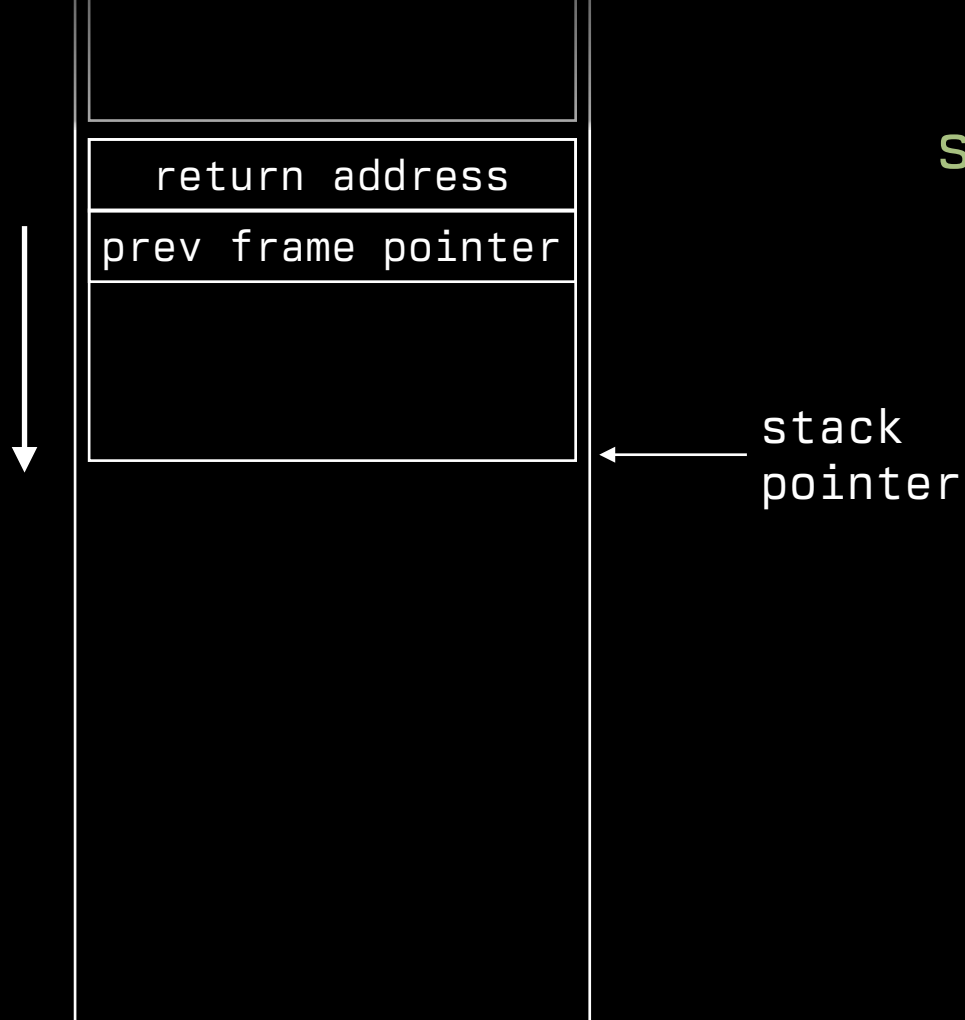 return address
prev frame pointer
stack
pointer